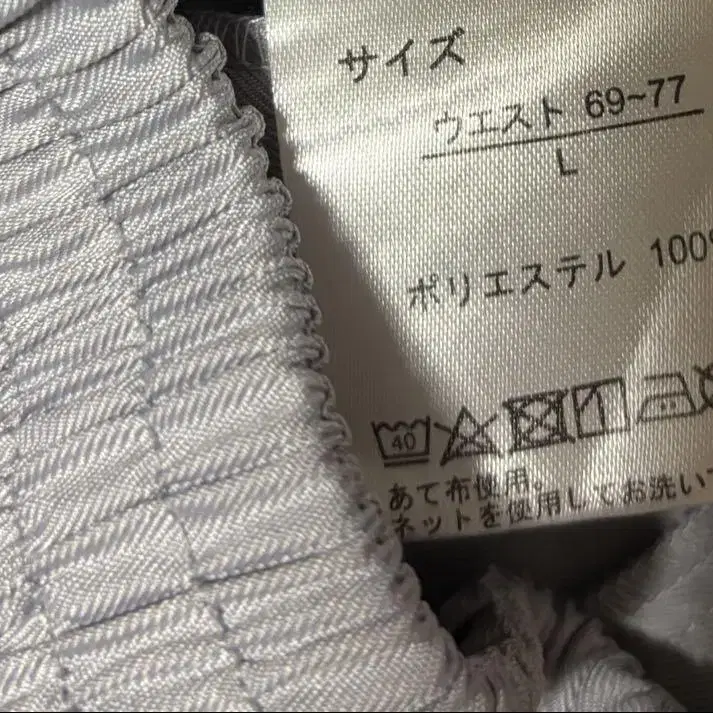 サイズ
ウエスト 69~77
L
ポリエステル 100%
40
あて布使用。
ネットを使用してお洗い